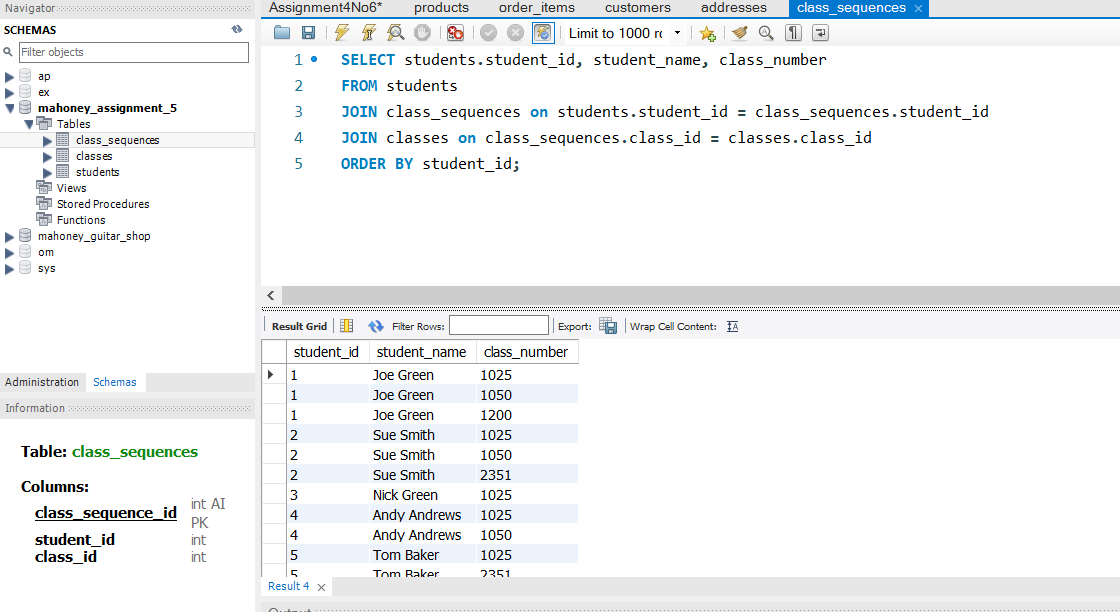 Navigator
SCHEMAS
Filter objects
ap
ex
mahoney_assignment_5
Tables
class_sequences
classes
students
Views
Stored Procedures
Functions
mahoney_guitar_shop
om
sys
Administration Schemas
Information
Table: class_sequences
Columns:
class_sequence_id int AI PK
student_id int
class_id int
Assignment4No6* products order_items customers addresses class_sequences ×
Limit to 1000 rc
1 SELECT students.student_id, student_name, class_number
2 FROM students
3 JOIN class_sequences on students.student_id = class_sequences.student_id
4 JOIN classes on class_sequences.class_id = classes.class_id
5 ORDER BY student_id;
Result Grid Filter Rows: Export: Wrap Cell Content:
student_id student_name class_number
1 Joe Green 1025
1 Joe Green 1050
1 Joe Green 1200
2 Sue Smith 1025
2 Sue Smith 1050
2 Sue Smith 2351
3 Nick Green 1025
4 Andy Andrews 1025
4 Andy Andrews 1050
5 Tom Baker 1025
5 Tom Baker 2351
Result 4 ×
Output